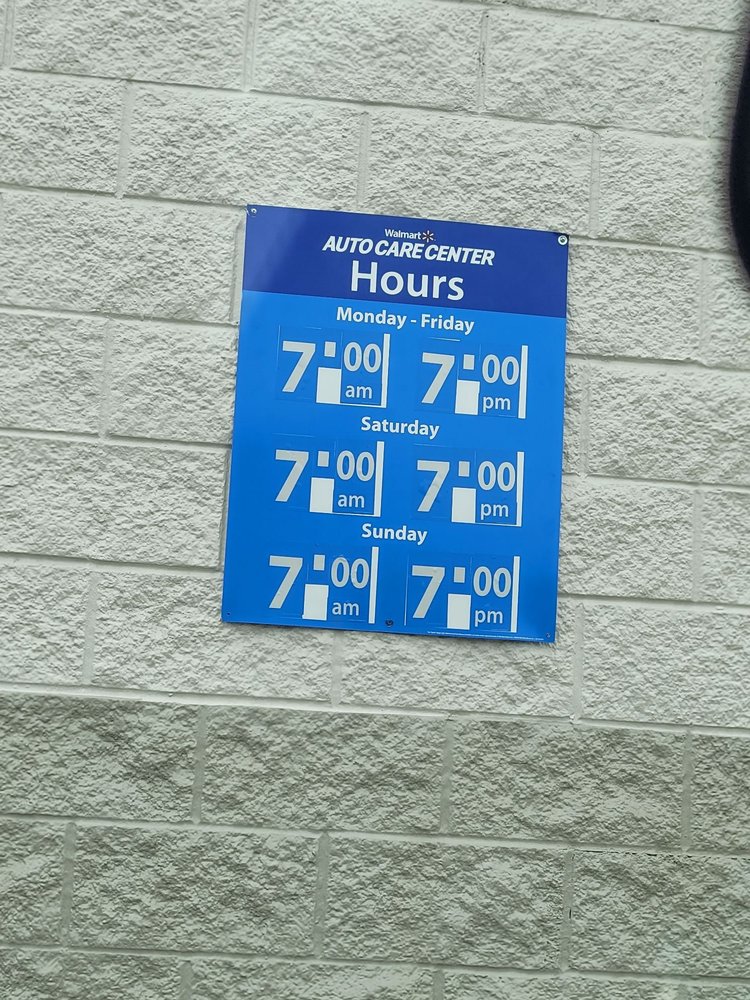 Walmart
AUTO CARE CENTER
Hours
Monday - Friday
7:00 am 7:00 pm
Saturday
7:00 am 7:00 pm
Sunday
7:00 am 7:00 pm